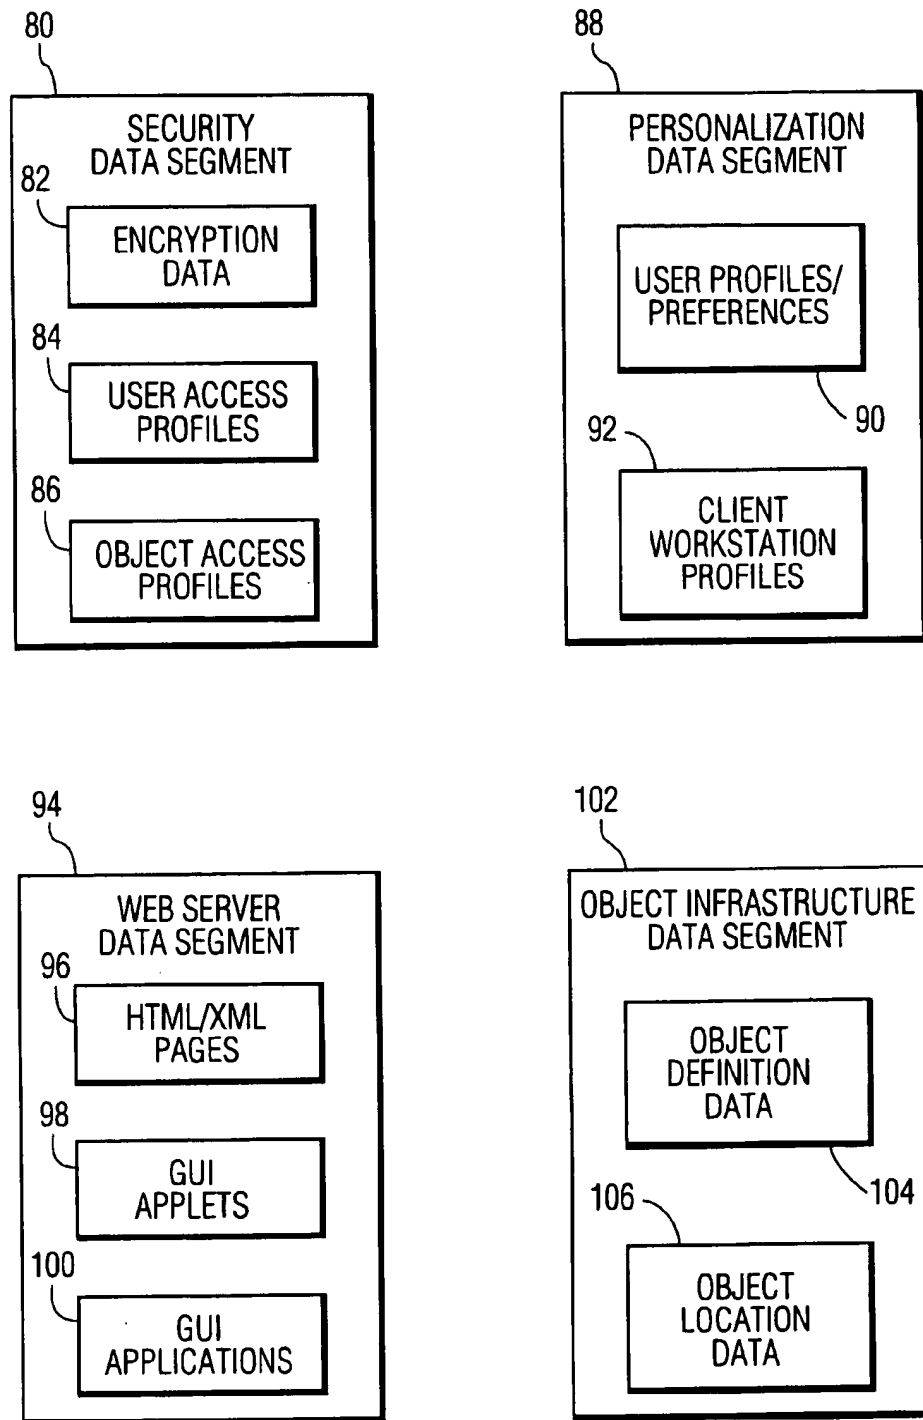 80
SECURITY
DATA SEGMENT
82
ENCRYPTION
DATA
84
USER ACCESS
PROFILES
86
OBJECT ACCESS
PROFILES
88
PERSONALIZATION
DATA SEGMENT
USER PROFILES/
PREFERENCES
90
92
CLIENT
WORKSTATION
PROFILES
94
WEB SERVER
DATA SEGMENT
96
HTML/XML
PAGES
98
GUI
APPLETS
100
GUI
APPLICATIONS
102
OBJECT INFRASTRUCTURE
DATA SEGMENT
OBJECT
DEFINITION
DATA
104
106
OBJECT
LOCATION
DATA